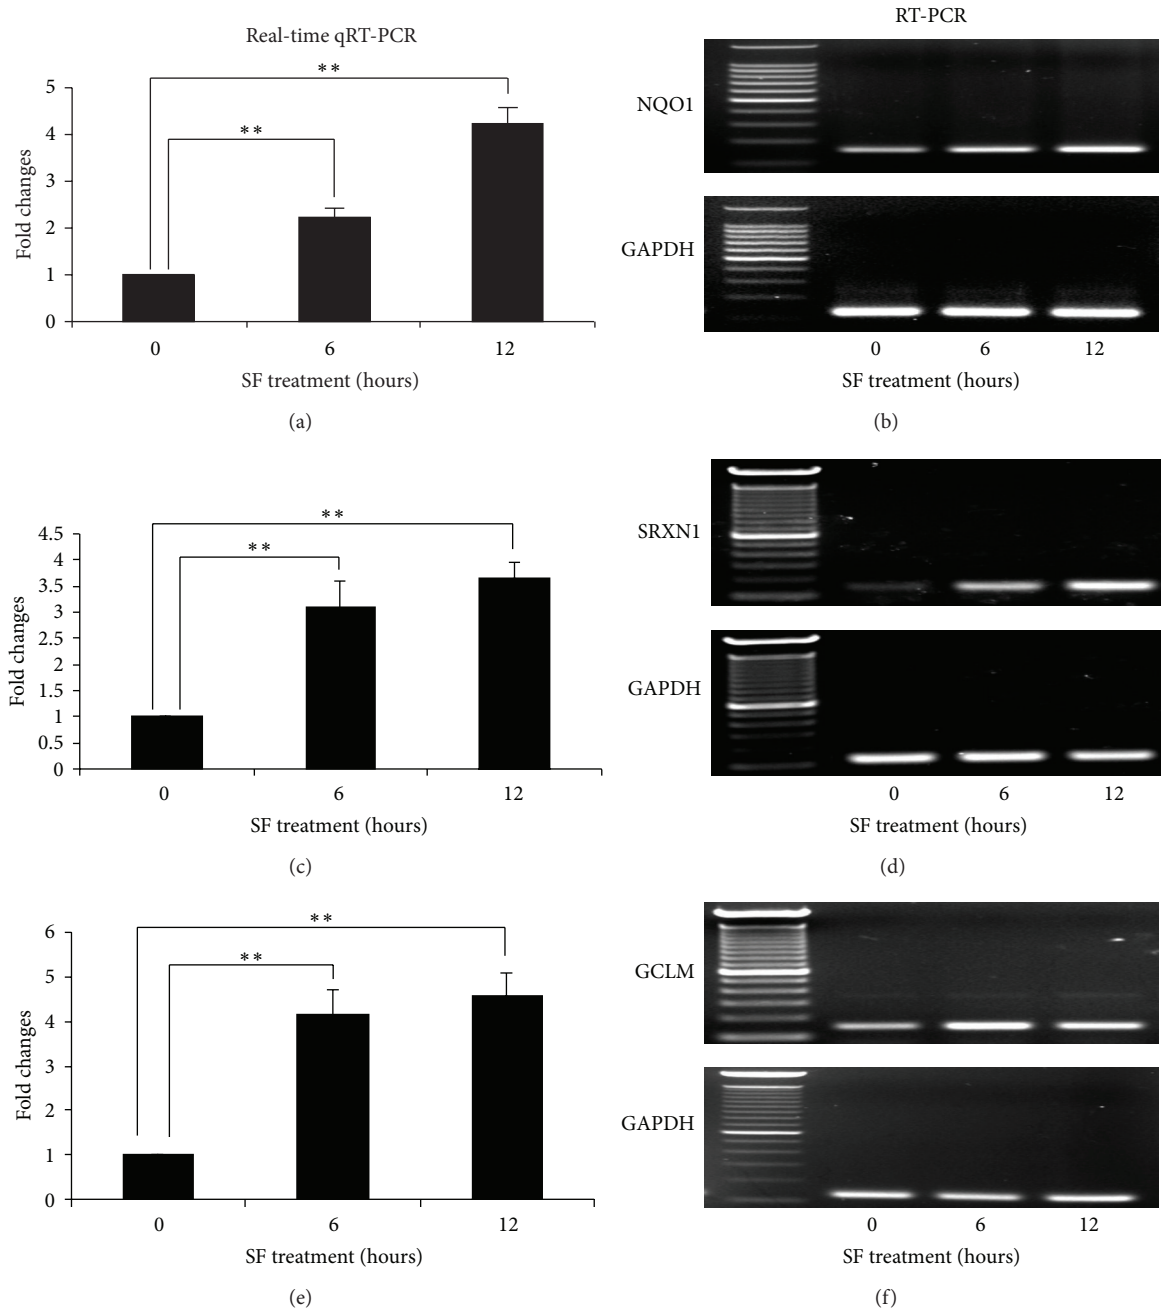 Real-time qRT-PCR
**
**
5
4
3
2
1
0
Fold changes
0 6 12
SF treatment (hours)
(a)
RT-PCR
NQO1
GAPDH
0 6 12
SF treatment (hours)
(b)
**
**
4.5
4
3.5
3
2.5
2
1.5
1
0.5
0
Fold changes
0 6 12
SF treatment (hours)
(c)
SRXN1
GAPDH
0 6 12
SF treatment (hours)
(d)
**
**
6
5
4
3
2
1
0
Fold changes
0 6 12
SF treatment (hours)
(e)
GCLM
GAPDH
0 6 12
SF treatment (hours)
(f)